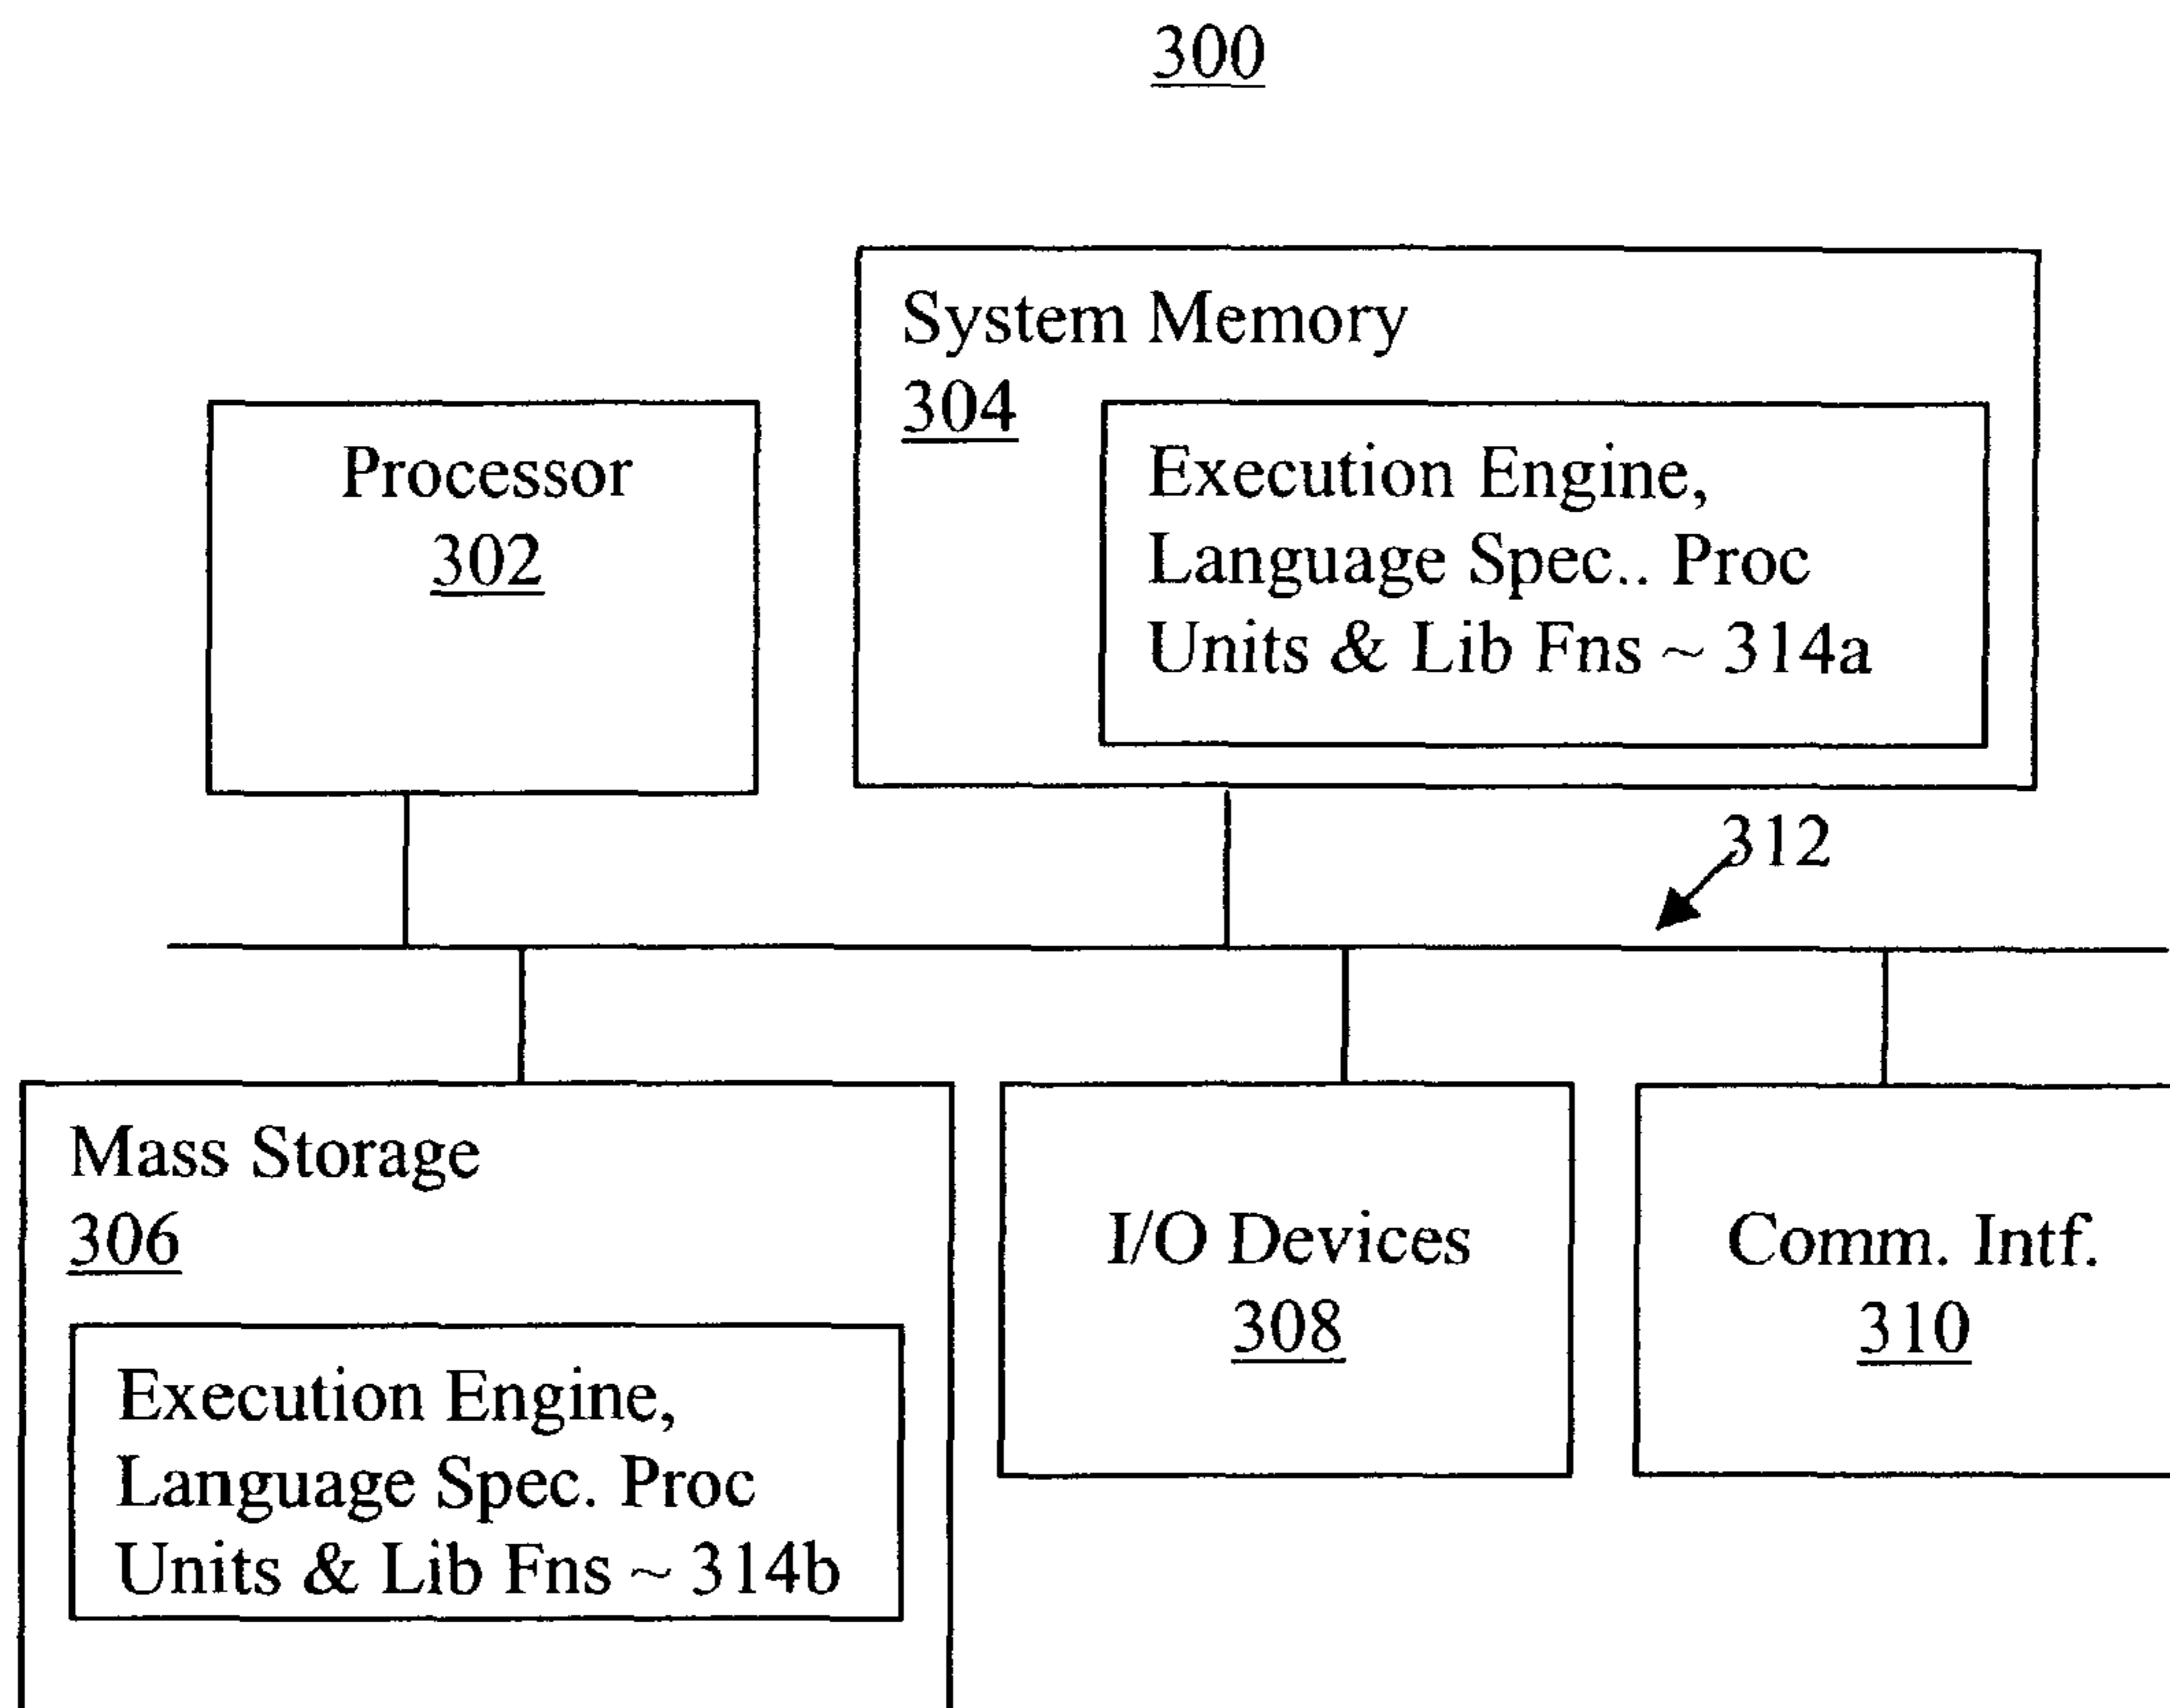 300
System Memory
304
Execution Engine,
Language Spec.. Proc
Units & Lib Fns ~ 314a
Processor
302
312
Mass Storage
306
Execution Engine,
Language Spec. Proc
Units & Lib Fns ~ 314b
I/O Devices
308
Comm. Intf.
310